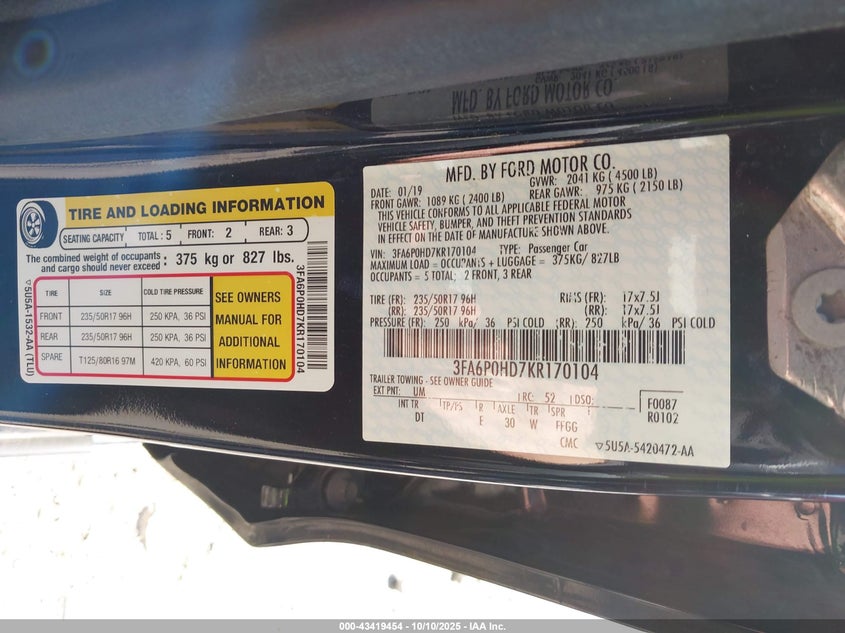 TIRE AND LOADING INFORMATION
SEATING CAPACITY TOTAL: 5 FRONT: 2 REAR: 3
The combined weight of occupants and cargo should never exceed : 375 kg or 827 lbs.
TIRE SIZE COLD TIRE PRESSURE
FRONT 235/50R17 96H 250 KPA, 36 PSI
REAR 235/50R17 96H 250 KPA, 36 PSI
SPARE T125/80R16 97M 420 KPA, 60 PSI
SEE OWNERS
MANUAL FOR
ADDITIONAL
INFORMATION
5U5A-1532-AA (TLU)
3FA6P0HD7KR170104
GVWR: 2041 KG ( 4500 LB)
MFD. BY FORD MOTOR CO.
MFD. BY FORD MOTOR CO.
DATE: 01/19 GVWR: 2041 KG ( 4500 LB)
FRONT GAWR: 1089 KG ( 2400 LB) REAR GAWR: 975 KG ( 2150 LB)
THIS VEHICLE CONFORMS TO ALL APPLICABLE FEDERAL MOTOR
VEHICLE SAFETY, BUMPER, AND THEFT PREVENTION STANDARDS
IN EFFECT ON THE DATE OF MANUFACTURE SHOWN ABOVE.
VIN: 3FA6P0HD7KR170104 TYPE: Passenger Car
MAXIMUM LOAD = OCCUPANTS + LUGGAGE = 375KG/ 827LB
OCCUPANTS = 5 TOTAL; 2 FRONT, 3 REAR
TIRE (FR): 235/50R17 96H RIMS (FR): 17x7.5J
(RR): 235/50R17 96H (RR): 17x7.5J
PRESSURE (FR): 250 kPa/ 36 PSI COLD (RR): 250 kPa/ 36 PSI COLD
3FA6P0HD7KR170104
TRAILER TOWING - SEE OWNER GUIDE
EXT PNT: UM RC: 52 DSO: F0087
INT TR TP/PS R AXLE TR SPR R0102
DT E 30 W FFGG
CMC 5U5A-5420472-AA
000-43419454 - 10/10/2025 - IAA Inc.